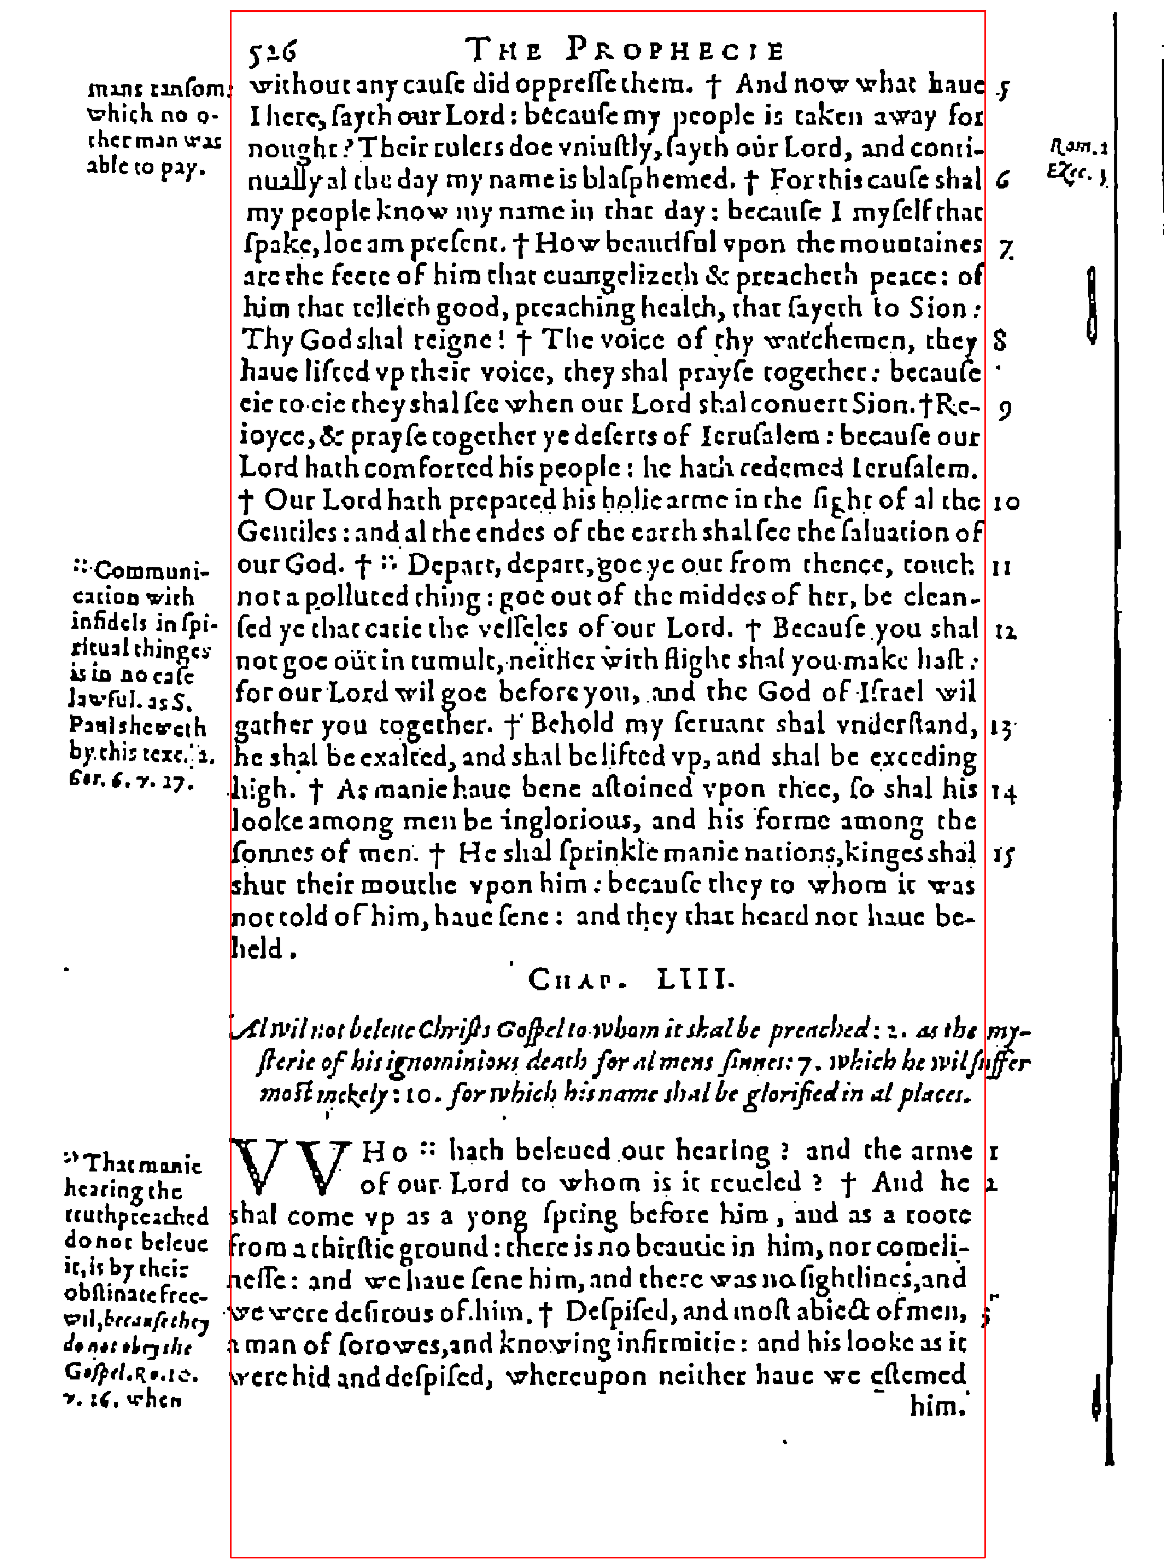 526 THE PROPHECIE
without any cauſe did oppreſſe them. † And now what haue 5
I here, ſayth our Lord: becauſe my people is taken away for
nought? Their rulers doe vniuſtly, ſayth our Lord, and conti-
nually al the day my name is blaſphemed. † For this cauſe shal 6
my people know my name in that day: becauſe I my ſelf that
ſpake, loe am preſent. † How beautiful vpon the mountaines 7
are the feete of him that euangelizeth & preacheth peace: of
him that telleth good, preaching health, that ſayeth to Sion:
Thy God shal reigne! † The voice of thy watchemen, they 8
haue lifted vp their voice, they shal prayſe together: becauſe
eie to eie they shal ſee when our Lord shal conuert Sion. † Re- 9
ioyce, & prayſe together ye deſerts of Ieruſalem: becauſe our
Lord hath comforted his people: he hath redemed Ieruſalem.
† Our Lord hath prepared his holie arme in the ſight of al the 10
Gentiles: and al the endes of the earth shal ſee the ſaluation of
our God. † :: Depart, depart, goe ye out from thence, touch 11
not a polluted thing: goe out of the middes of her, be clean-
ſed ye that carie the veſſeles of our Lord. † Becauſe you shal 12
not goe out in tumult, neither with flight shal you make haſt:
for our Lord wil goe before you, and the God of Iſrael wil
gather you together. † Behold my ſeruant shal vnderſtand, 13
he shal be exalted, and shal be lifted vp, and shal be exceding
high. † As manie haue bene aſtoined vpon thee, ſo shal his 14
looke among men be inglorious, and his forme among the
ſonnes of men. † He shal ſprinkle manie nations, kinges shal 15
shut their mouthe vpon him: becauſe they to whom it was
not told of him, haue ſene: and they that heard not haue be-
held.
CHAP. LIII.
Al wil not beleue Chriſts Goſpel to whom it shal be preached: 2. as the my-
ſterie of his ignominious death for al mens ſinnes: 7. which he wil ſuffer
moſt mekely: 10. for which his name shal be glorified in al places.
VVHo :: hath beleued our hearing? and the arme 1
of our Lord to whom is it reueled? † And he 2
shal come vp as a yong ſpring before him, and as a roote
from a thirſtie ground: there is no beautie in him, nor comeli-
neſſe: and we haue ſene him, and there was no ſightlines, and
we were deſirous of him. † Deſpiſed, and moſt abiect of men, 3
a man of ſorowes, and knowing infirmitie: and his looke as it
were hid and deſpiſed, whereupon neither haue we eſtemed
him.
mans ranſom:
which no o-
ther man was
able to pay.
:: Communi-
cation with
infidels in ſpi-
ritual thinges
is in no caſe
lawful. as S.
Paul sheweth
by this text. 2.
Cor. 6. v. 17.
:: That manie
hearing the
truth preached
do not beleue
it, is by their
obſtinate free-
wil, becauſe they
do not obey the
Goſpel. Ro. 10.
v. 16. when
Rom. 2
Ezec. 3